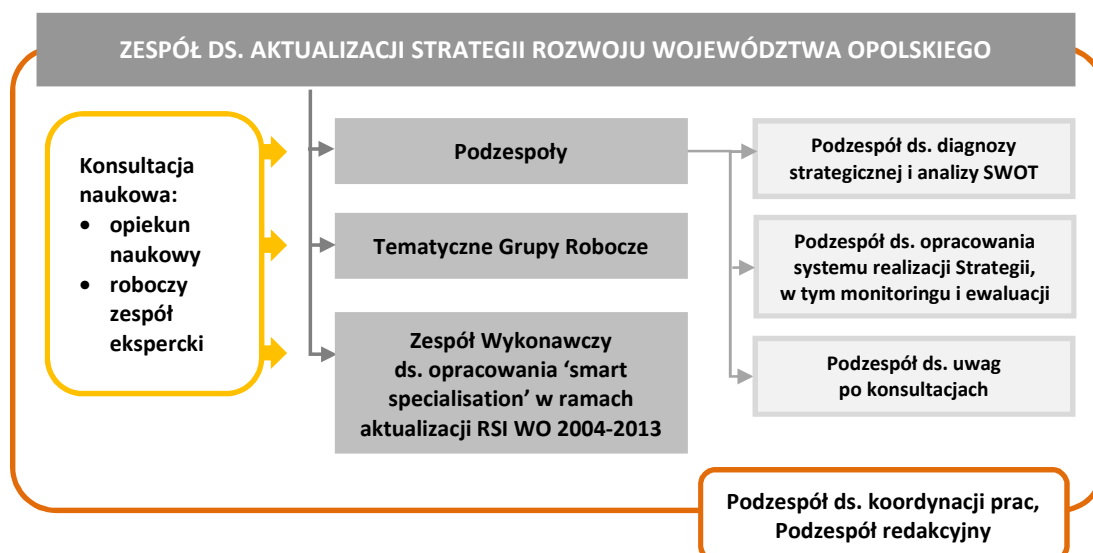 ZESPÓŁ DS. AKTUALIZACJI STRATEGII ROZWOJU WOJEWÓDZTWA OPOLSKIEGO
Konsultacja
naukowa:
• opiekun
naukowy
• roboczy
zespół
ekspercki
Podzespoły
Tematyczne Grupy Robocze
Zespół Wykonawczy
ds. opracowania ‘smart
specialisation’ w ramach
aktualizacji RSI WO 2004-2013
Podzespół ds. diagnozy
strategicznej i analizy SWOT
Podzespół ds. opracowania
systemu realizacji Strategii,
w tym monitoringu i ewaluacji
Podzespół ds. uwag
po konsultacjach
Podzespół ds. koordynacji prac,
Podzespół redakcyjny